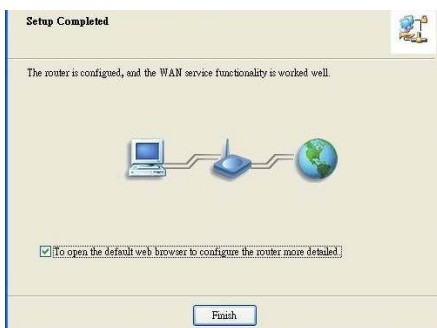 Setup Completed
The router is configued, and the WAN service functionality is worked well.
To open the default web browser to configure the router more detailed.
Finish